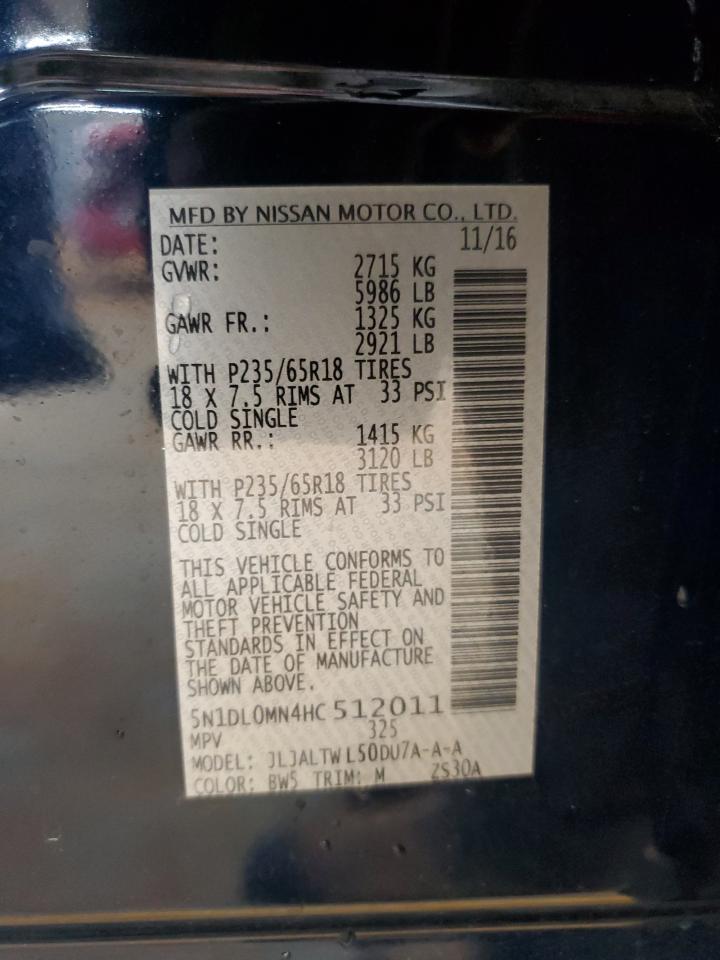 MFD BY NISSAN MOTOR CO., LTD.
DATE: 11/16
GVWR: 2715 KG
5986 LB
GAWR FR.: 1325 KG
2921 LB
WITH P235/65R18 TIRES
18 X 7.5 RIMS AT 33 PSI
COLD SINGLE
GAWR RR.: 1415 KG
3120 LB
WITH P235/65R18 TIRES
18 X 7.5 RIMS AT 33 PSI
COLD SINGLE
THIS VEHICLE CONFORMS TO
ALL APPLICABLE FEDERAL
MOTOR VEHICLE SAFETY AND
THEFT PREVENTION
STANDARDS IN EFFECT ON
THE DATE OF MANUFACTURE
SHOWN ABOVE.
5N1DL0MN4HC 512011
MPV 325
MODEL: JLJALTWL50DU7A-A-A
COLOR: BW5 TRIM: M ZS30A